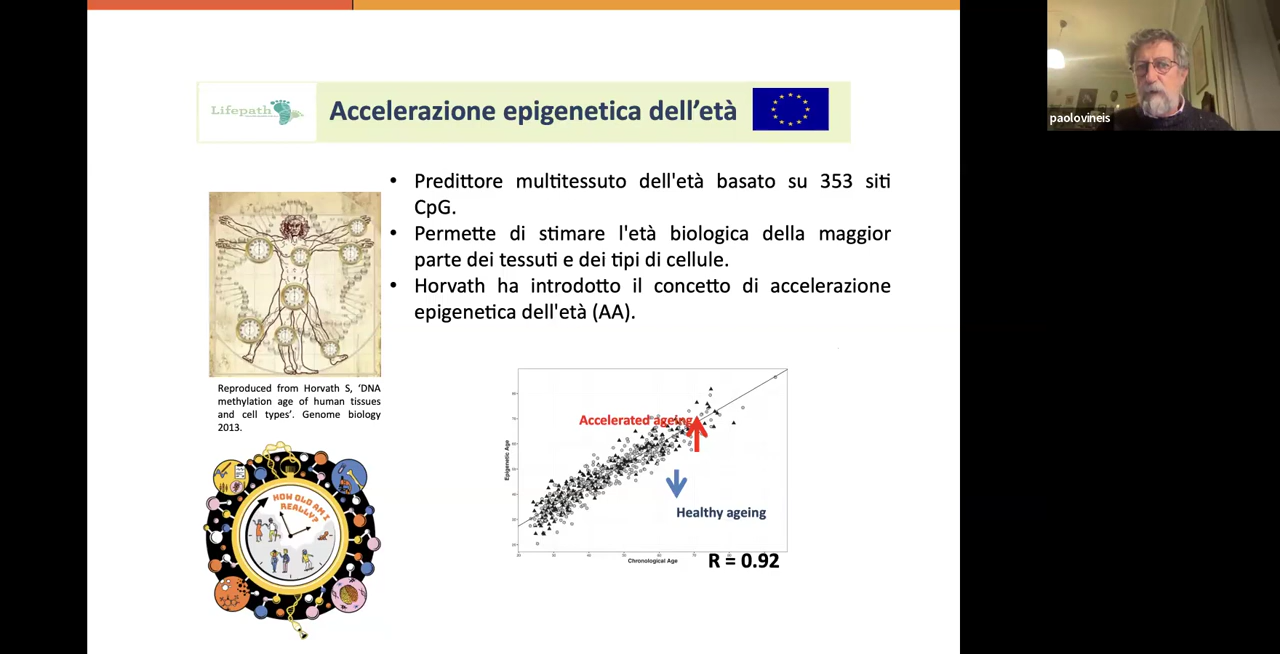 Lifepath
Accelerazione epigenetica dell'età
paolovineis
• Predittore multitessuto dell'età basato su 353 siti
CpG.
• Permette di stimare l'età biologica della maggior
parte dei tessuti e dei tipi di cellule.
• Horvath ha introdotto il concetto di accelerazione
epigenetica dell'età (AA).
Reproduced from Horvath S, 'DNA
methylation age of human tissues
and cell types'. Genome biology
2013.
HOW OLD AM I
REALLY?
Accelerated ageing
Healthy ageing
Epigenetic Age
Chronological Age
R = 0.92